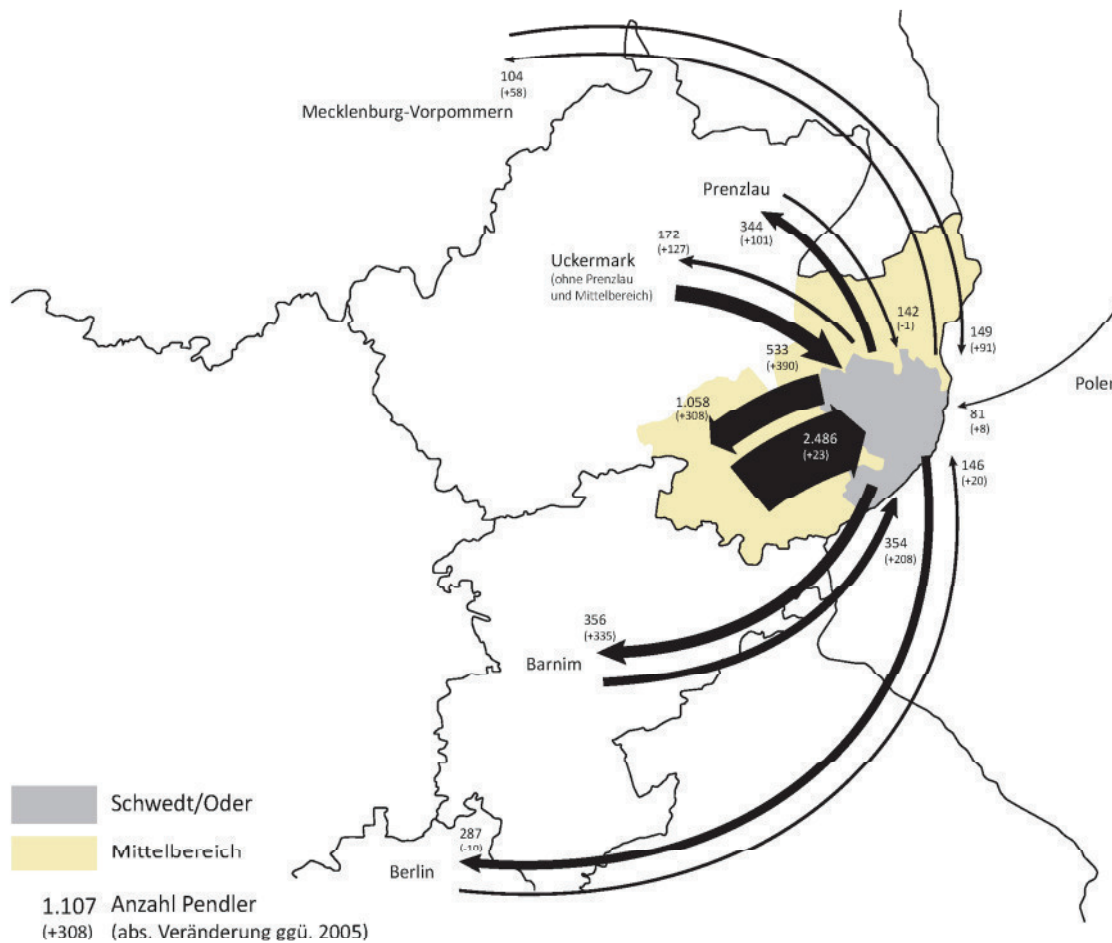 104
(+58)
Mecklenburg-Vorpommern
Prenzlau
344
(+101)
172
(+127)
Uckermark
(ohne Prenzlau
und Mittelbereich)
142
(-1)
149
(+91)
533
(+390)
Polen
81
(+8)
1.058
(+308)
2.486
(+23)
146
(+20)
354
(+208)
356
(+335)
Barnim
287
(-10)
Berlin
Schwedt/Oder
Mittelbereich
1.107 Anzahl Pendler
(+308) (abs. Veränderung ggü. 2005)